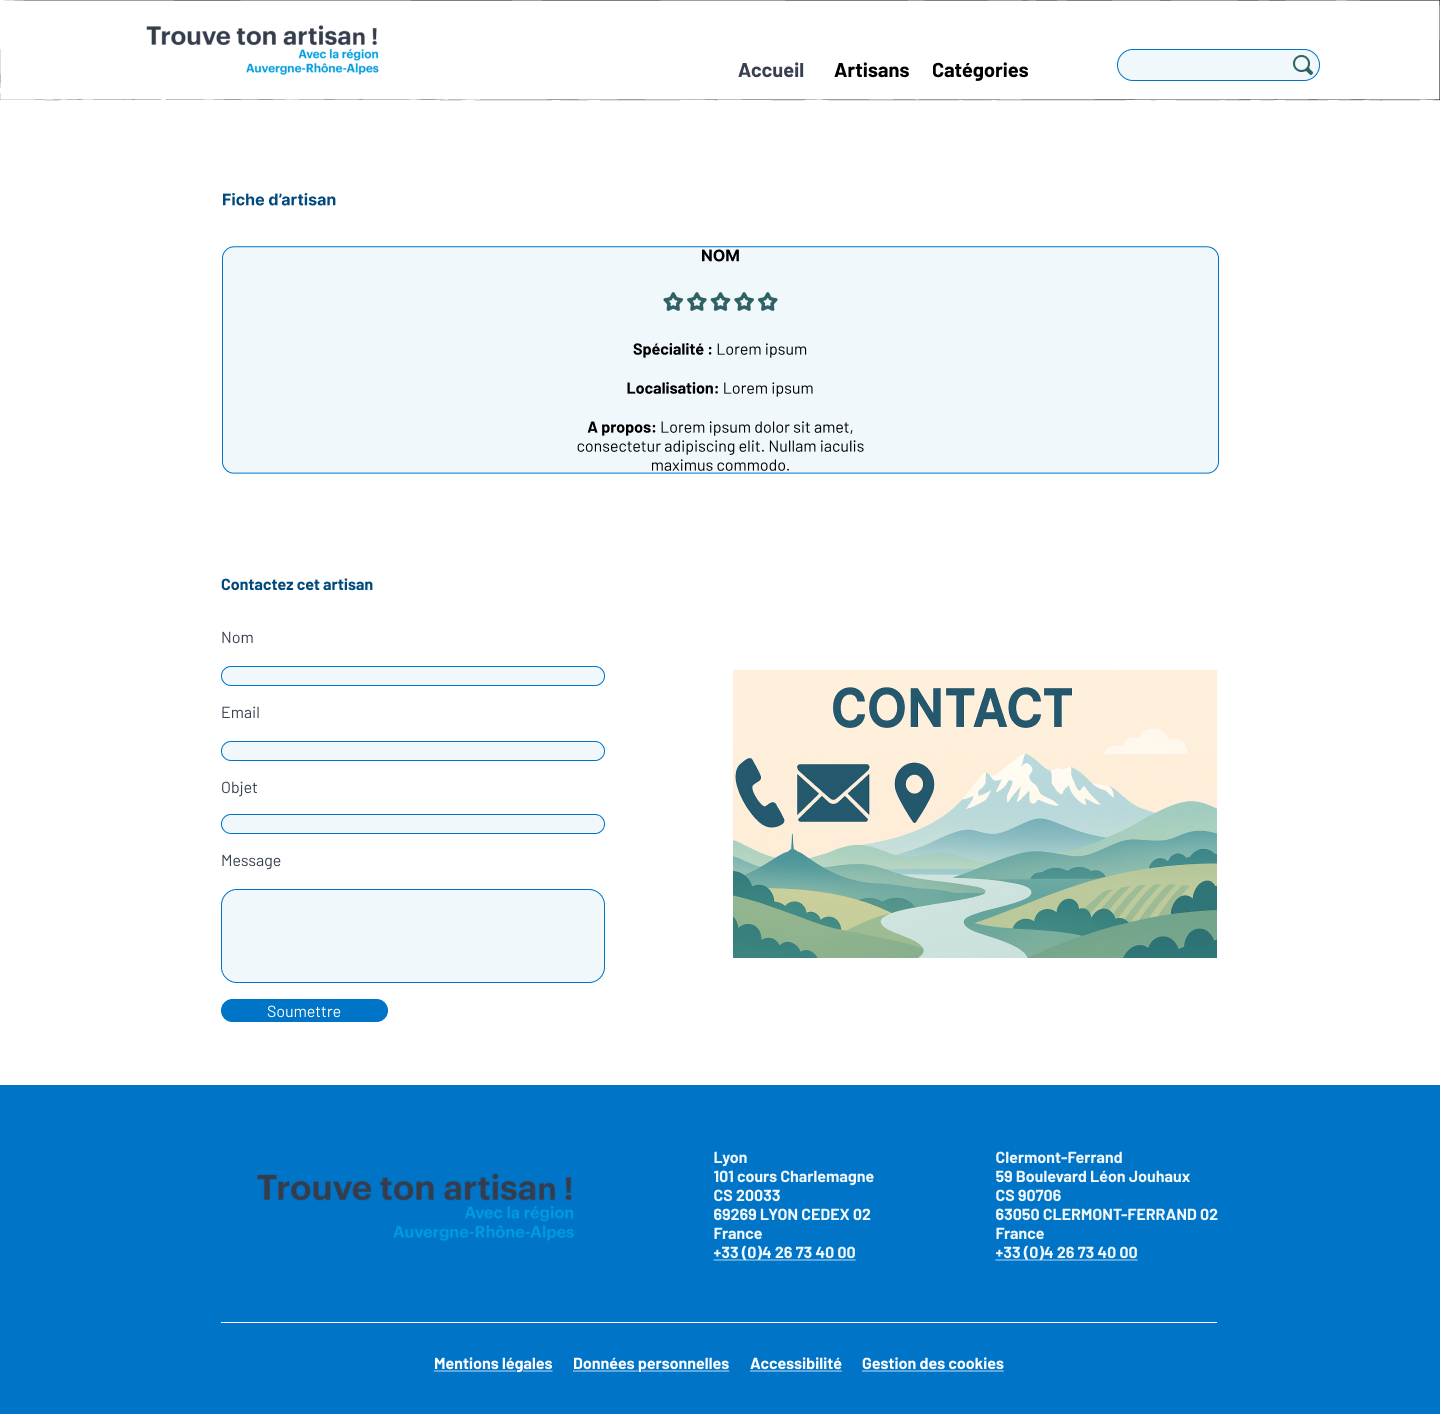 Trouve ton artisan !
Avec la région
Auvergne-Rhône-Alpes
Accueil
Artisans
Catégories
Fiche d’artisan
NOM
Spécialité : Lorem ipsum
Localisation: Lorem ipsum
A propos: Lorem ipsum dolor sit amet,
consectetur adipiscing elit. Nullam iaculis
maximus commodo.
Contactez cet artisan
Nom
Email
Objet
Message
Soumettre
CONTACT
Trouve ton artisan !
Avec la région
Auvergne-Rhône-Alpes
Lyon
101 cours Charlemagne
CS 20033
69269 LYON CEDEX 02
France
+33 (0)4 26 73 40 00
Clermont-Ferrand
59 Boulevard Léon Jouhaux
CS 90706
63050 CLERMONT-FERRAND 02
France
+33 (0)4 26 73 40 00
Mentions légales
Données personnelles
Accessibilité
Gestion des cookies